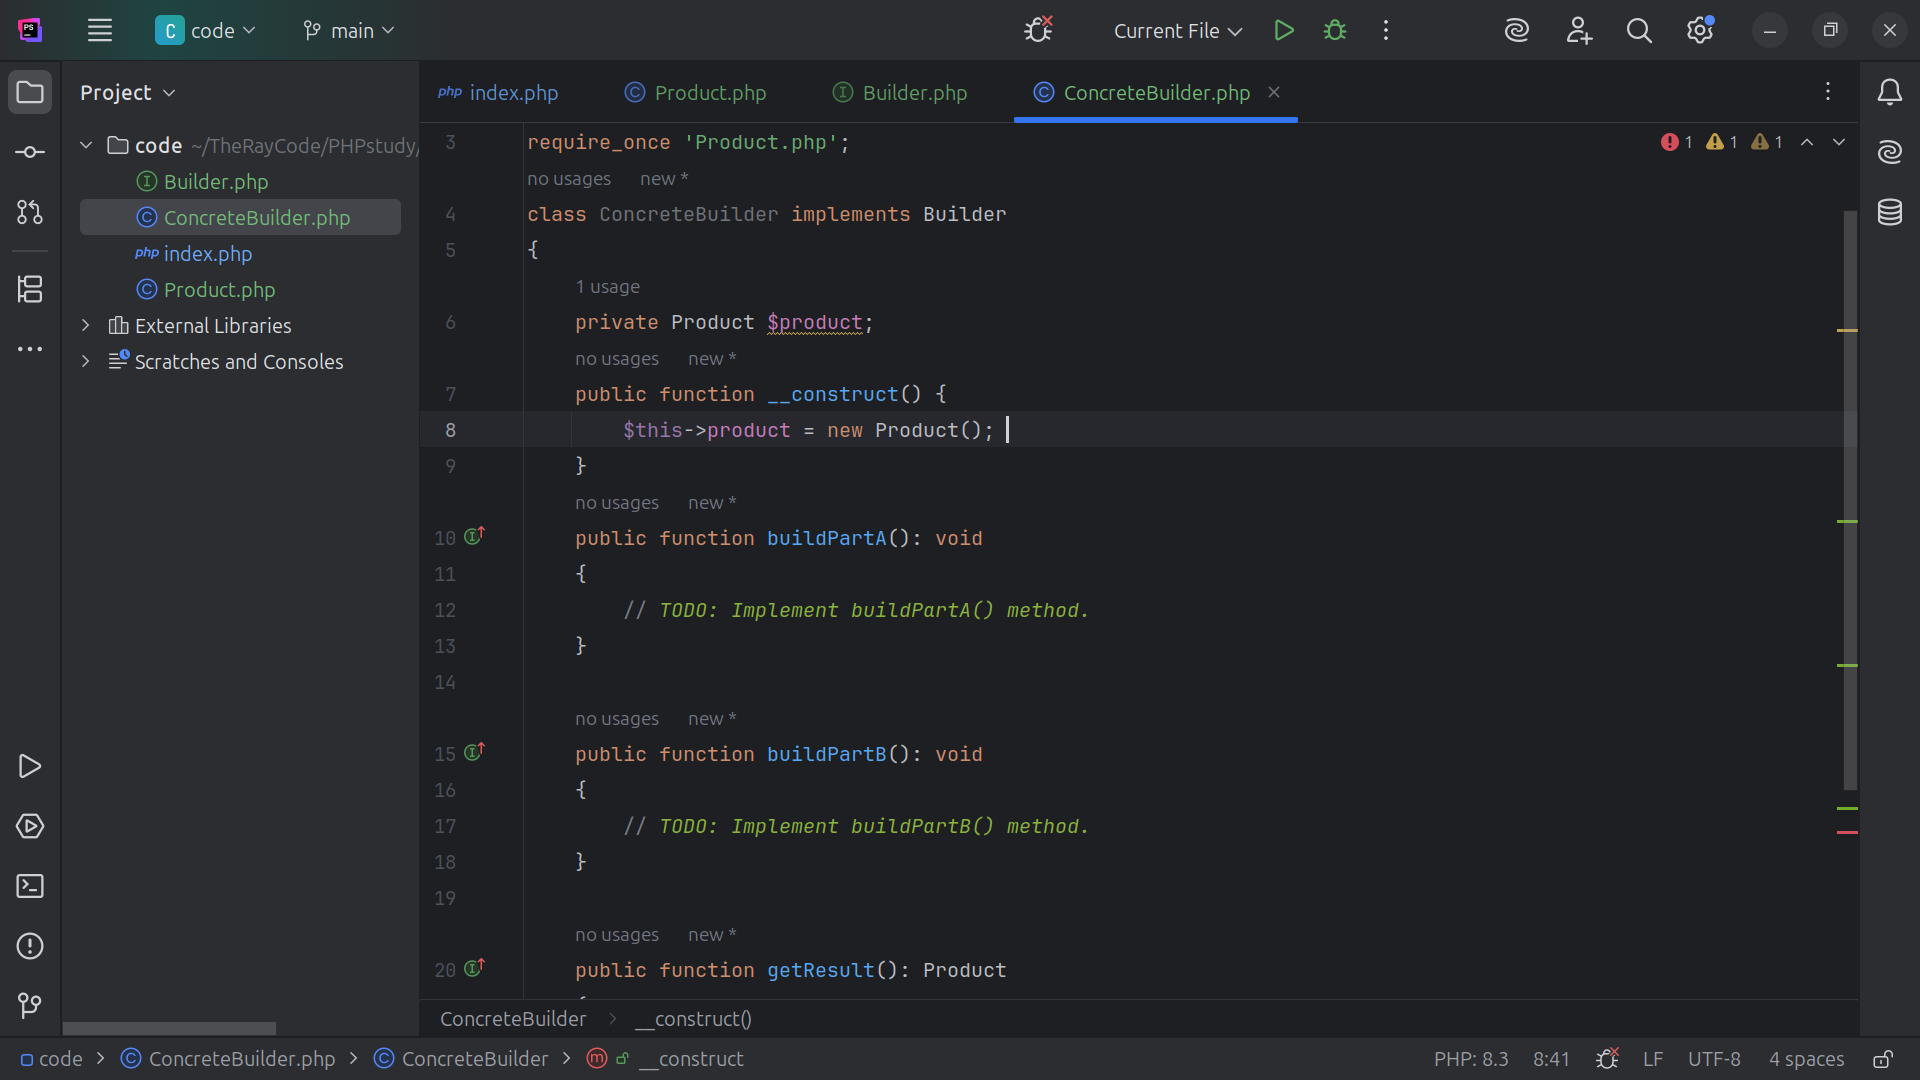 PS
C code
main
Current File
Project
php index.php
C Product.php
I Builder.php
C ConcreteBuilder.php
code ~/TheRayCode/PHPstudy/
I Builder.php
C ConcreteBuilder.php
php index.php
C Product.php
External Libraries
Scratches and Consoles
1 1 1
3 require_once 'Product.php';
no usages new *
4 class ConcreteBuilder implements Builder
5 {
1 usage
6 private Product $product;
no usages new *
7 public function __construct() {
8 $this->product = new Product();
9 }
no usages new *
10 public function buildPartA(): void
11 {
12 // TODO: Implement buildPartA() method.
13 }
14
no usages new *
15 public function buildPartB(): void
16 {
17 // TODO: Implement buildPartB() method.
18 }
19
no usages new *
20 public function getResult(): Product
{
ConcreteBuilder > __construct()
code > C ConcreteBuilder.php > C ConcreteBuilder > m __construct
PHP: 8.3 8:41 LF UTF-8 4 spaces